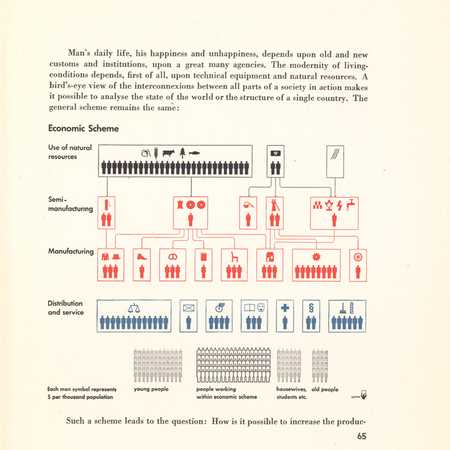 Man's daily life, his happiness and unhappiness, depends upon old and new
customs and institutions, upon a great many agencies. The modernity of living-
conditions depends, first of all, upon technical equipment and natural resources. A
bird's-eye view of the interconnexions between all parts of a society in action makes
it possible to analyse the state of the world or the structure of a single country. The
general scheme remains the same:
Economic Scheme
Use of natural
resources
Semi-
manufacturing
Manufacturing
Distribution
and service
§
Each man symbol represents
5 per thousand population
young people
people working
within economic scheme
housewives,
students etc.
old people
Such a scheme leads to the question: How is it possible to increase the produc-
65